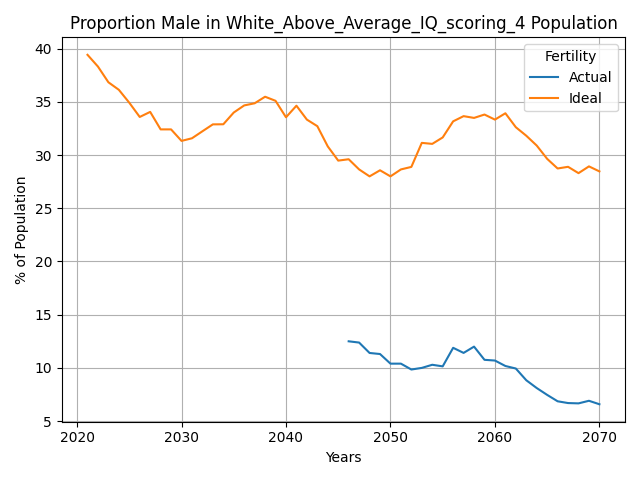 Proportion Male in White_Above_Average_IQ_scoring_4 Population
40
35
30
25
20
15
10
5
% of Population
Fertility
Actual
Ideal
2020 2030 2040 2050 2060 2070
Years